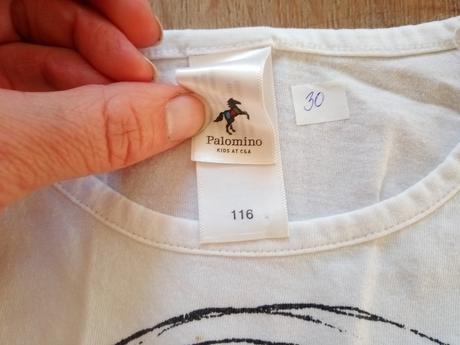 Palomino
KIDS AT C&A
116
30